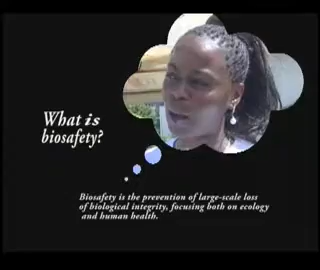 What is
biosafety?
Biosafety is the prevention of large-scale loss
of biological integrity, focusing both on ecology
and human health.